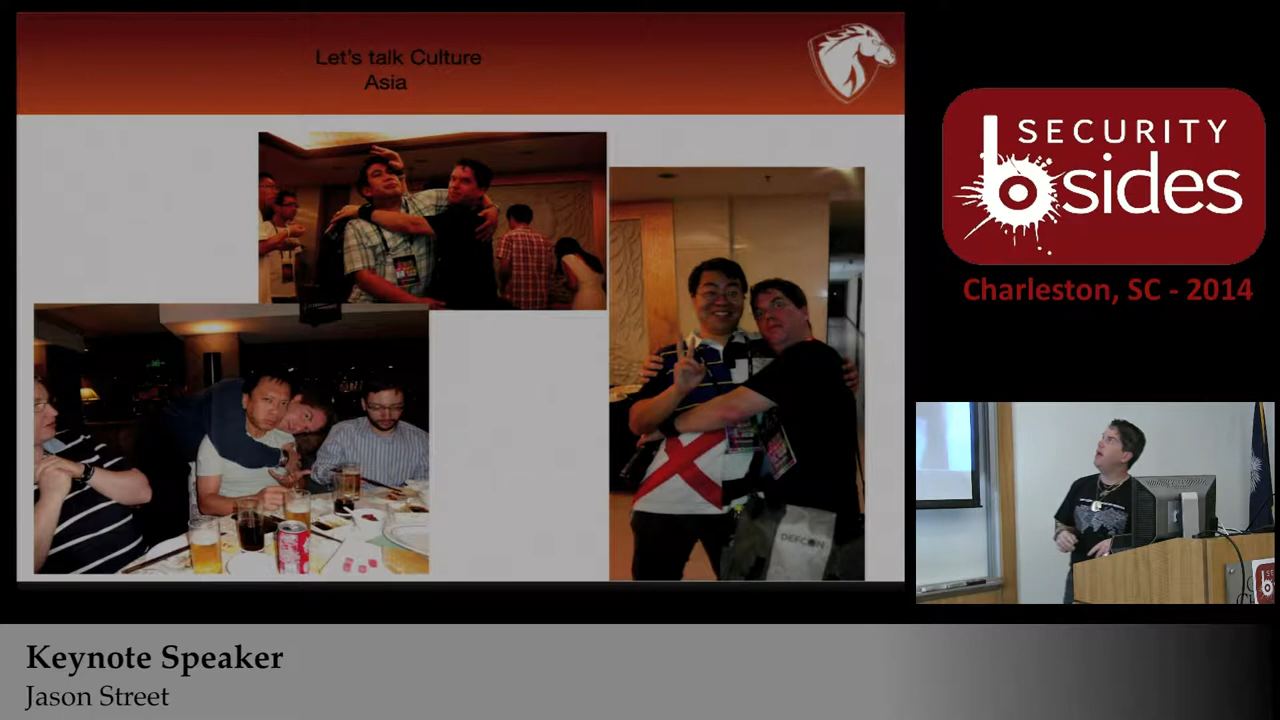 Let's talk Culture
Asia
SECURITY
bsides
Charleston, SC - 2014
DEFCON
Keynote Speaker
Jason Street